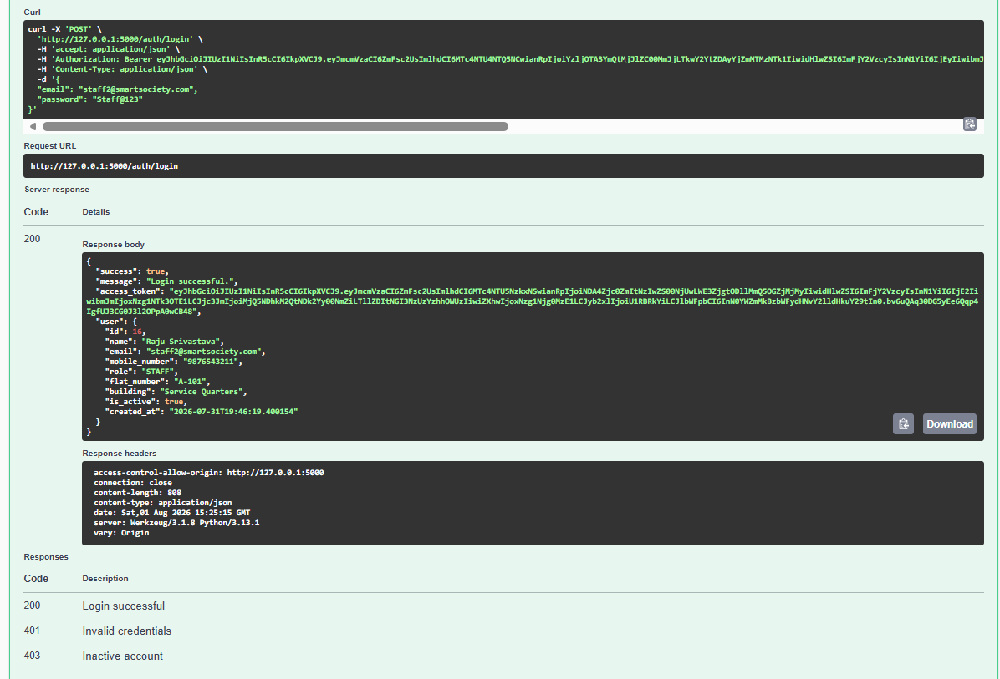 Curl
curl -X 'POST' \
'http://127.0.0.1:5000/auth/login' \
-H 'accept: application/json' \
-H 'Authorization: Bearer
-H 'Content-Type: application/json' \
-d '{
"email": "staff2@smartsociety.com",
"password": "Staff@123"
}'
Request URL
http://127.0.0.1:5000/auth/login
Server response
Code Details
200
Response body
{
"success": true,
"message": "Login successful.",
"access_token":
"user": {
"id": 16,
"name": "Raju Srivastava",
"email": "staff2@smartsociety.com",
"mobile_number": "9876543211",
"role": "STAFF",
"flat_number": "A-101",
"building": "Service Quarters",
"is_active": true,
"created_at": "2026-07-31T19:46:19.400154"
}
}
Download
Response headers
access-control-allow-origin: http://127.0.0.1:5000
connection: close
content-length: 808
content-type: application/json
date: Sat,01 Aug 2026 15:25:15 GMT
server: Werkzeug/3.1.8 Python/3.13.1
vary: Origin
Responses
Code Description
200 Login successful
401 Invalid credentials
403 Inactive account